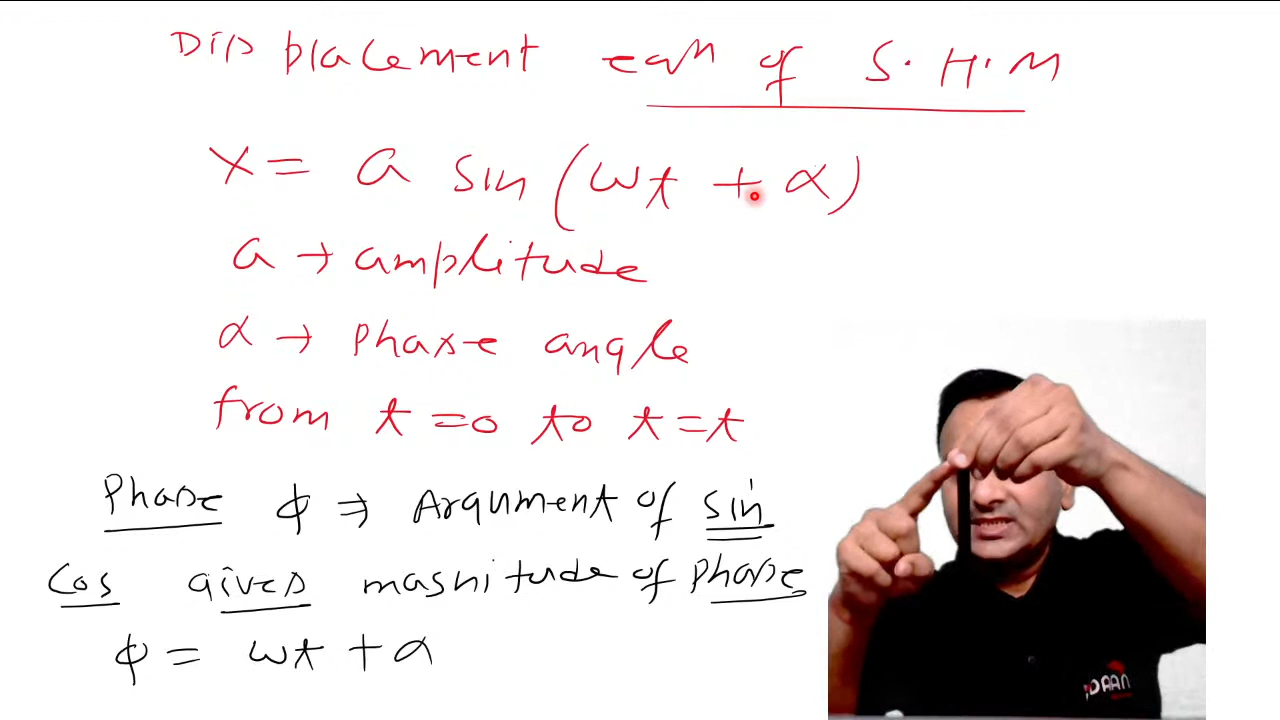 Displacement eqn of S.H.M
x = a sin (ωt + α)
a → amplitude
α → phase angle
from t = 0 to t = t
Phase ϕ ⇒ Argument of sin
Cos gives magnitude of Phase
ϕ = ωt + α